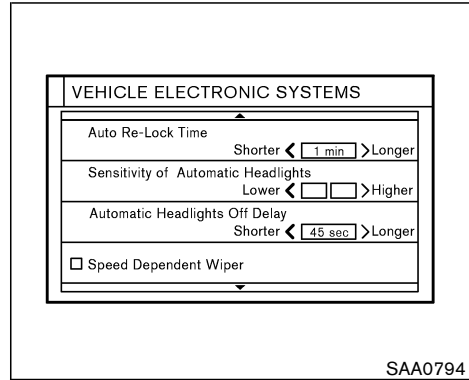 VEHICLE ELECTRONIC SYSTEMS
Auto Re-Lock Time
Shorter 1 min Longer
Sensitivity of Automatic Headlights
Lower Higher
Automatic Headlights Off Delay
Shorter 45 sec Longer
Speed Dependent Wiper
SAA0794